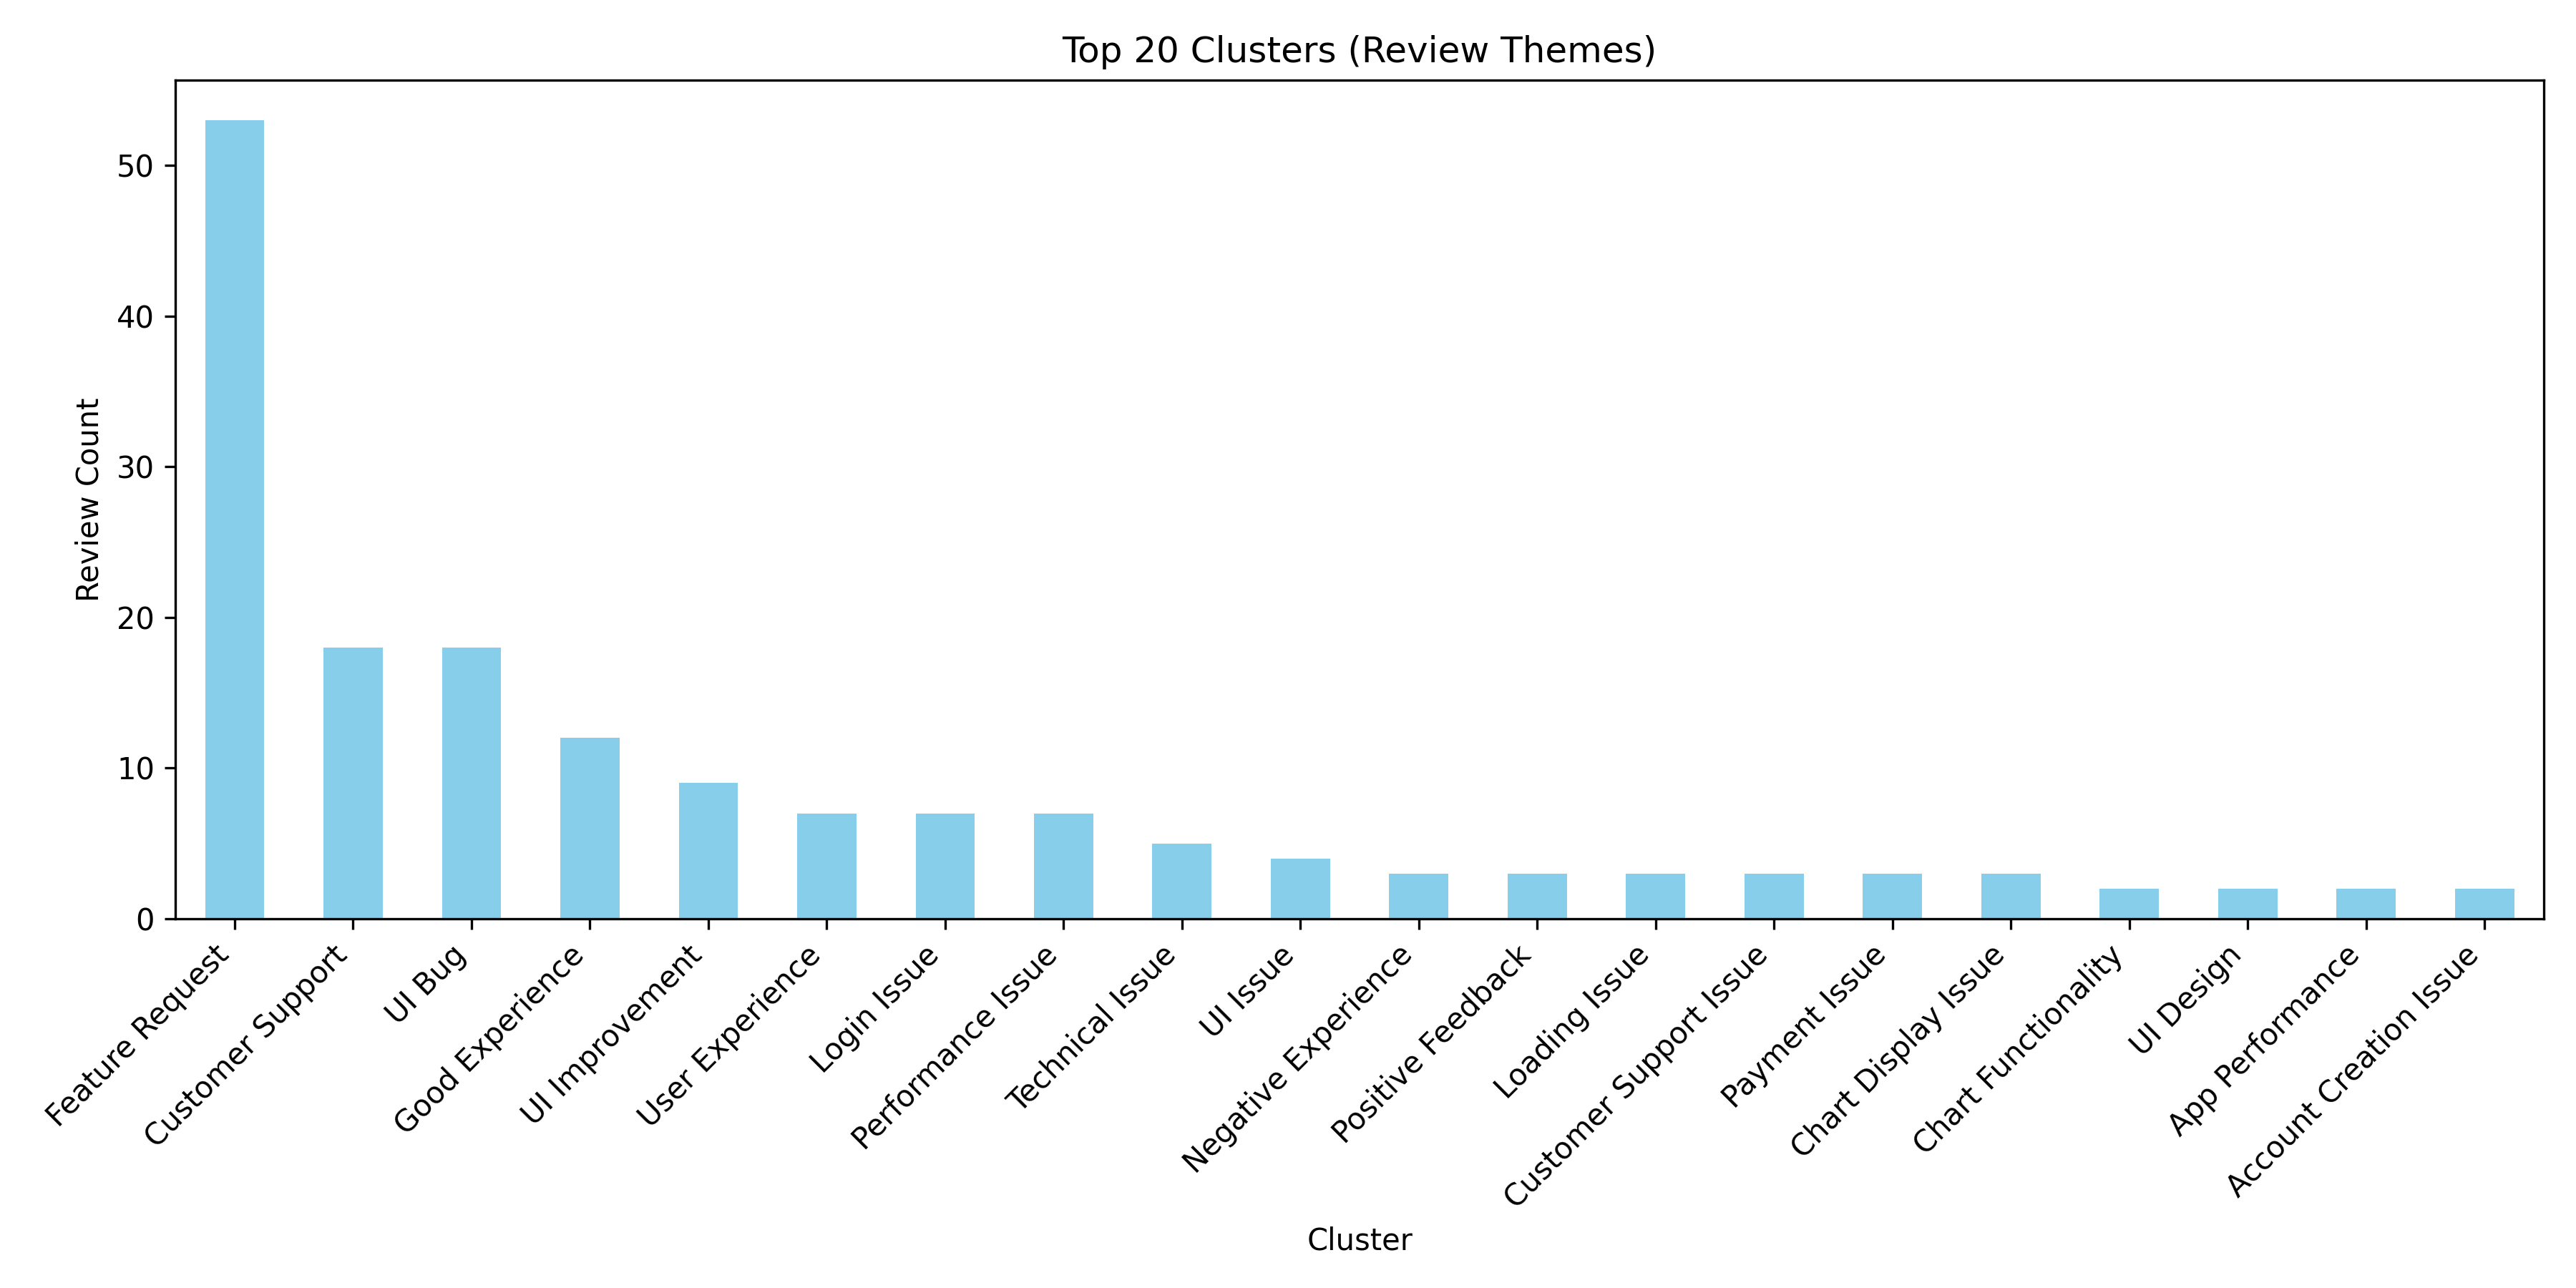 Top 20 Clusters (Review Themes)
Review Count
50
40
30
20
10
0
Feature Request
Customer Support
UI Bug
Good Experience
UI Improvement
User Experience
Login Issue
Performance Issue
Technical Issue
UI Issue
Negative Experience
Positive Feedback
Loading Issue
Customer Support Issue
Payment Issue
Chart Display Issue
Chart Functionality
UI Design
App Performance
Account Creation Issue
Cluster